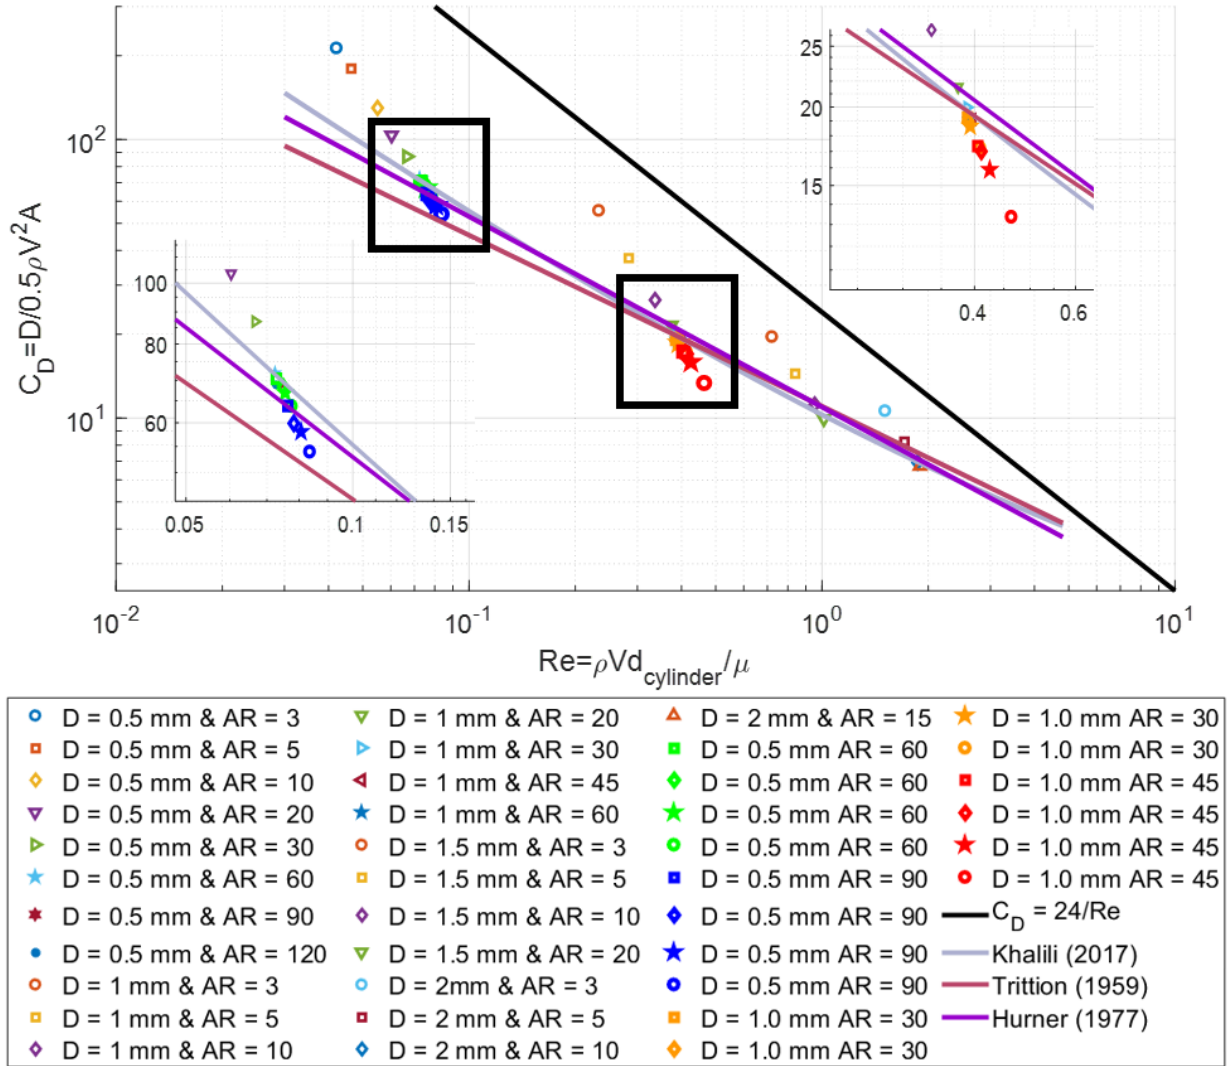 10^2
10^1
C_D=D/0.5ρV^2A
25
20
15
0.4 0.6
100
80
60
0.05 0.1 0.15
10^-2 10^-1 10^0 10^1
Re=ρVd_cylinder/μ
D = 0.5 mm & AR = 3
D = 0.5 mm & AR = 5
D = 0.5 mm & AR = 10
D = 0.5 mm & AR = 20
D = 0.5 mm & AR = 30
D = 0.5 mm & AR = 60
D = 0.5 mm & AR = 90
D = 0.5 mm & AR = 120
D = 1 mm & AR = 3
D = 1 mm & AR = 5
D = 1 mm & AR = 10
D = 1 mm & AR = 20
D = 1 mm & AR = 30
D = 1 mm & AR = 45
D = 1 mm & AR = 60
D = 1.5 mm & AR = 3
D = 1.5 mm & AR = 5
D = 1.5 mm & AR = 10
D = 1.5 mm & AR = 20
D = 2mm & AR = 3
D = 2 mm & AR = 5
D = 2 mm & AR = 10
D = 2 mm & AR = 15
D = 0.5 mm AR = 60
D = 0.5 mm AR = 60
D = 0.5 mm AR = 60
D = 0.5 mm AR = 60
D = 0.5 mm AR = 90
D = 0.5 mm AR = 90
D = 0.5 mm AR = 90
D = 0.5 mm AR = 90
D = 1.0 mm AR = 30
D = 1.0 mm AR = 30
D = 1.0 mm AR = 30
D = 1.0 mm AR = 30
D = 1.0 mm AR = 45
D = 1.0 mm AR = 45
D = 1.0 mm AR = 45
D = 1.0 mm AR = 45
C_D = 24/Re
Khalili (2017)
Trittion (1959)
Hurner (1977)